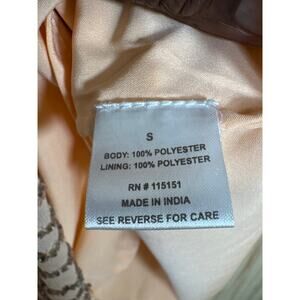 S
BODY: 100% POLYESTER
LINING: 100% POLYESTER
RN # 115151
MADE IN INDIA
SEE REVERSE FOR CARE